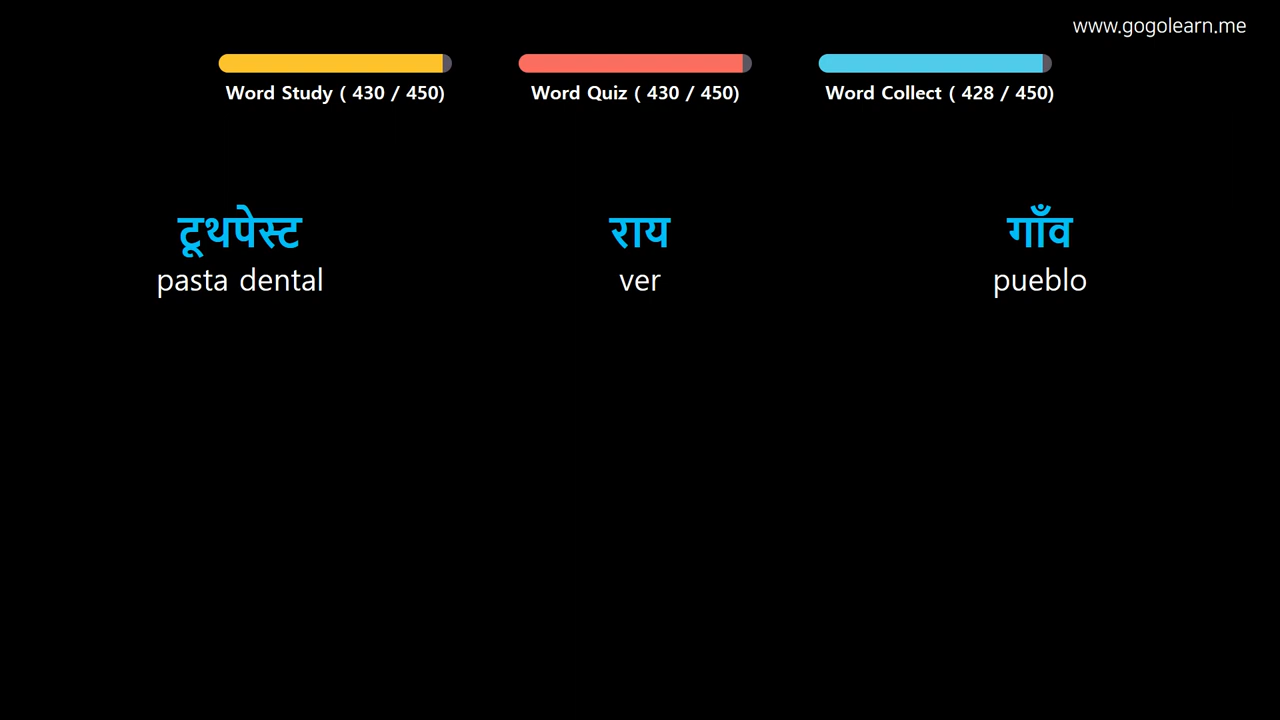 www.gogolearn.me
Word Study ( 430 / 450)
Word Quiz ( 430 / 450)
Word Collect ( 428 / 450)
टूथपेस्ट
pasta dental
राय
ver
गाँव
pueblo